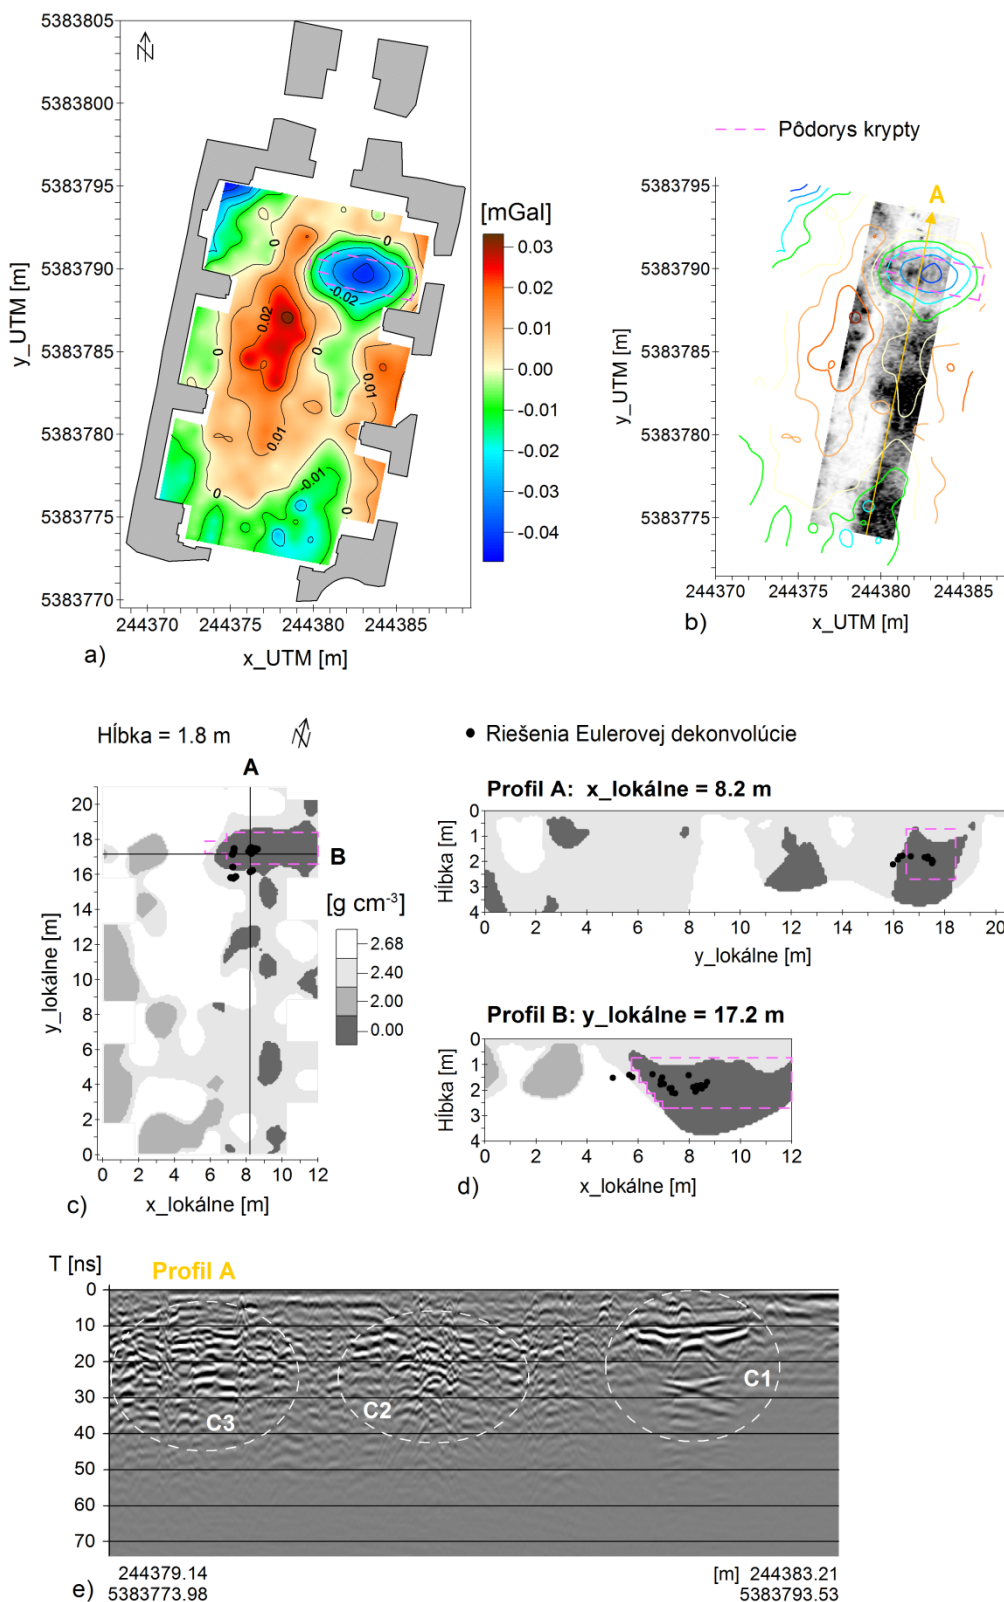 5383805
5383800
5383795
5383790
5383785
5383780
5383775
5383770
y_UTM [m]
N
0
0
-0.02
0.02
0
0
0.01
0.01
-0.01
0
0
244370 244375 244380 244385
x_UTM [m]
a)
[mGal]
0.03
0.02
0.01
0.00
-0.01
-0.02
-0.03
-0.04
Pôdorys krypty
A
5383795
5383790
5383785
5383780
5383775
y_UTM [m]
244370 244375 244380 244385
x_UTM [m]
b)
Hĺbka = 1.8 m
N
A
B
20
18
16
14
12
10
8
6
4
2
0
y_lokálne [m]
0 2 4 6 8 10 12
x_lokálne [m]
c)
[g cm-3]
2.68
2.40
2.00
0.00
Riešenia Eulerovej dekonvolúcie
Profil A: x_lokálne = 8.2 m
0
1
2
3
4
Hĺbka [m]
0 2 4 6 8 10 12 14 16 18 20
y_lokálne [m]
Profil B: y_lokálne = 17.2 m
0
1
2
3
4
Hĺbka [m]
0 2 4 6 8 10 12
x_lokálne [m]
d)
T [ns]
Profil A
0
10
20
30
40
50
60
70
C3
C2
C1
244379.14
5383773.98
[m] 244383.21
5383793.53
e)